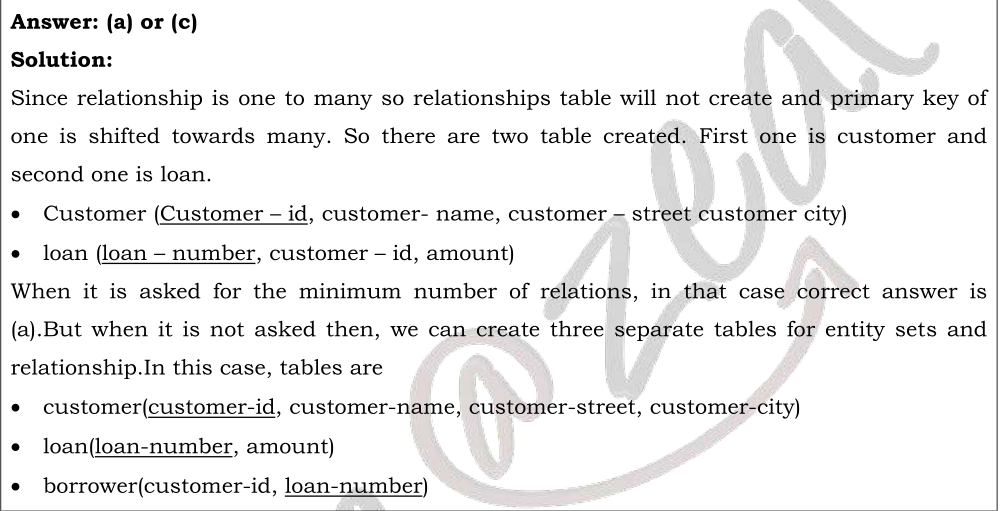 Answer: (a) or (c)
Solution:
Since relationship is one to many so relationships table will not create and primary key of
one is shifted towards many. So there are two table created. First one is customer and
second one is loan.
• Customer (Customer – id, customer- name, customer – street customer city)
• loan (loan – number, customer – id, amount)
When it is asked for the minimum number of relations, in that case correct answer is
(a).But when it is not asked then, we can create three separate tables for entity sets and
relationship.In this case, tables are
• customer(customer-id, customer-name, customer-street, customer-city)
• loan(loan-number, amount)
• borrower(customer-id, loan-number)